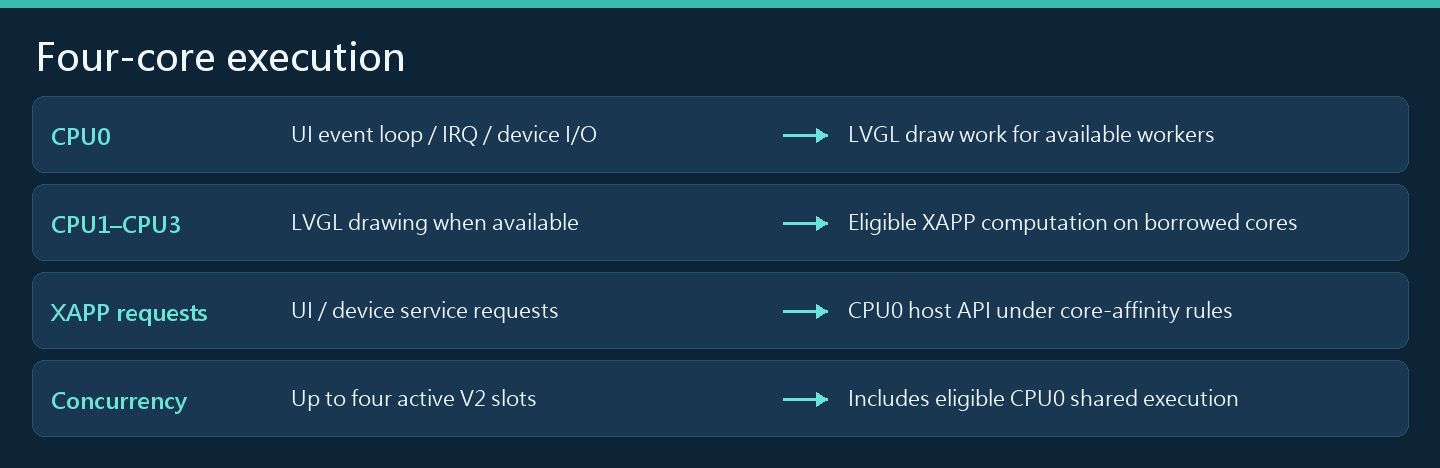 Four-core execution
CPU0 UI event loop / IRQ / device I/O LVGL draw work for available workers
CPU1–CPU3 LVGL drawing when available Eligible XAPP computation on borrowed cores
XAPP requests UI / device service requests CPU0 host API under core-affinity rules
Concurrency Up to four active V2 slots Includes eligible CPU0 shared execution